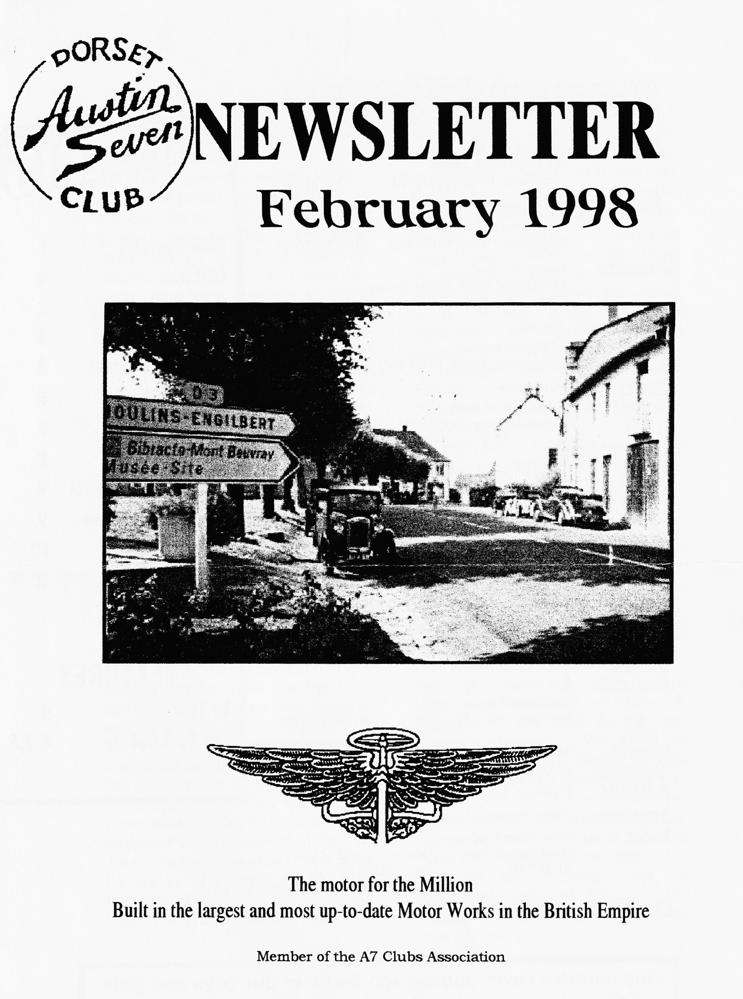 DORSET
Austin
Seven
CLUB
NEWSLETTER
February 1998
D 3
OULINS-ENGILBERT
Bibracte-Mont Beuvray
Musée-Site
The motor for the Million
Built in the largest and most up-to-date Motor Works in the British Empire
Member of the A7 Clubs Association